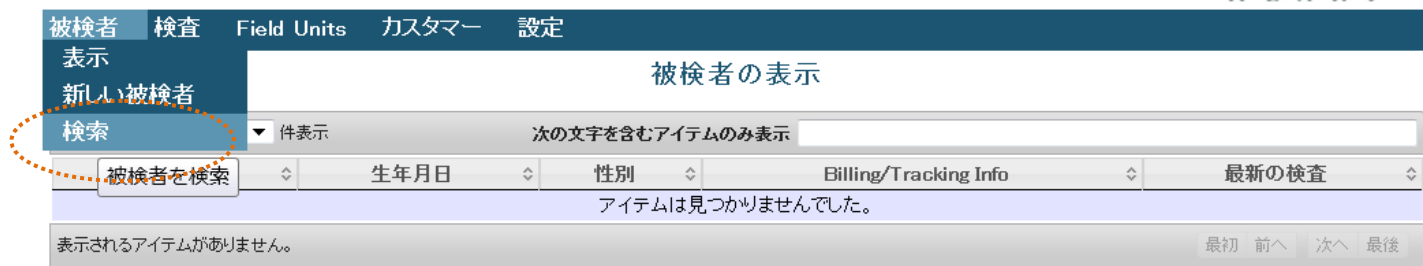 被検者 検査 Field Units カスタマー 設定
表示
被検者の表示
新しい被検者
検索
件表示 次の文字を含むアイテムのみ表示
被検者を検索 生年月日 性別 Billing/Tracking Info 最新の検査
アイテムは見つかりませんでした。
表示されるアイテムがありません。 最初 前へ 次へ 最後